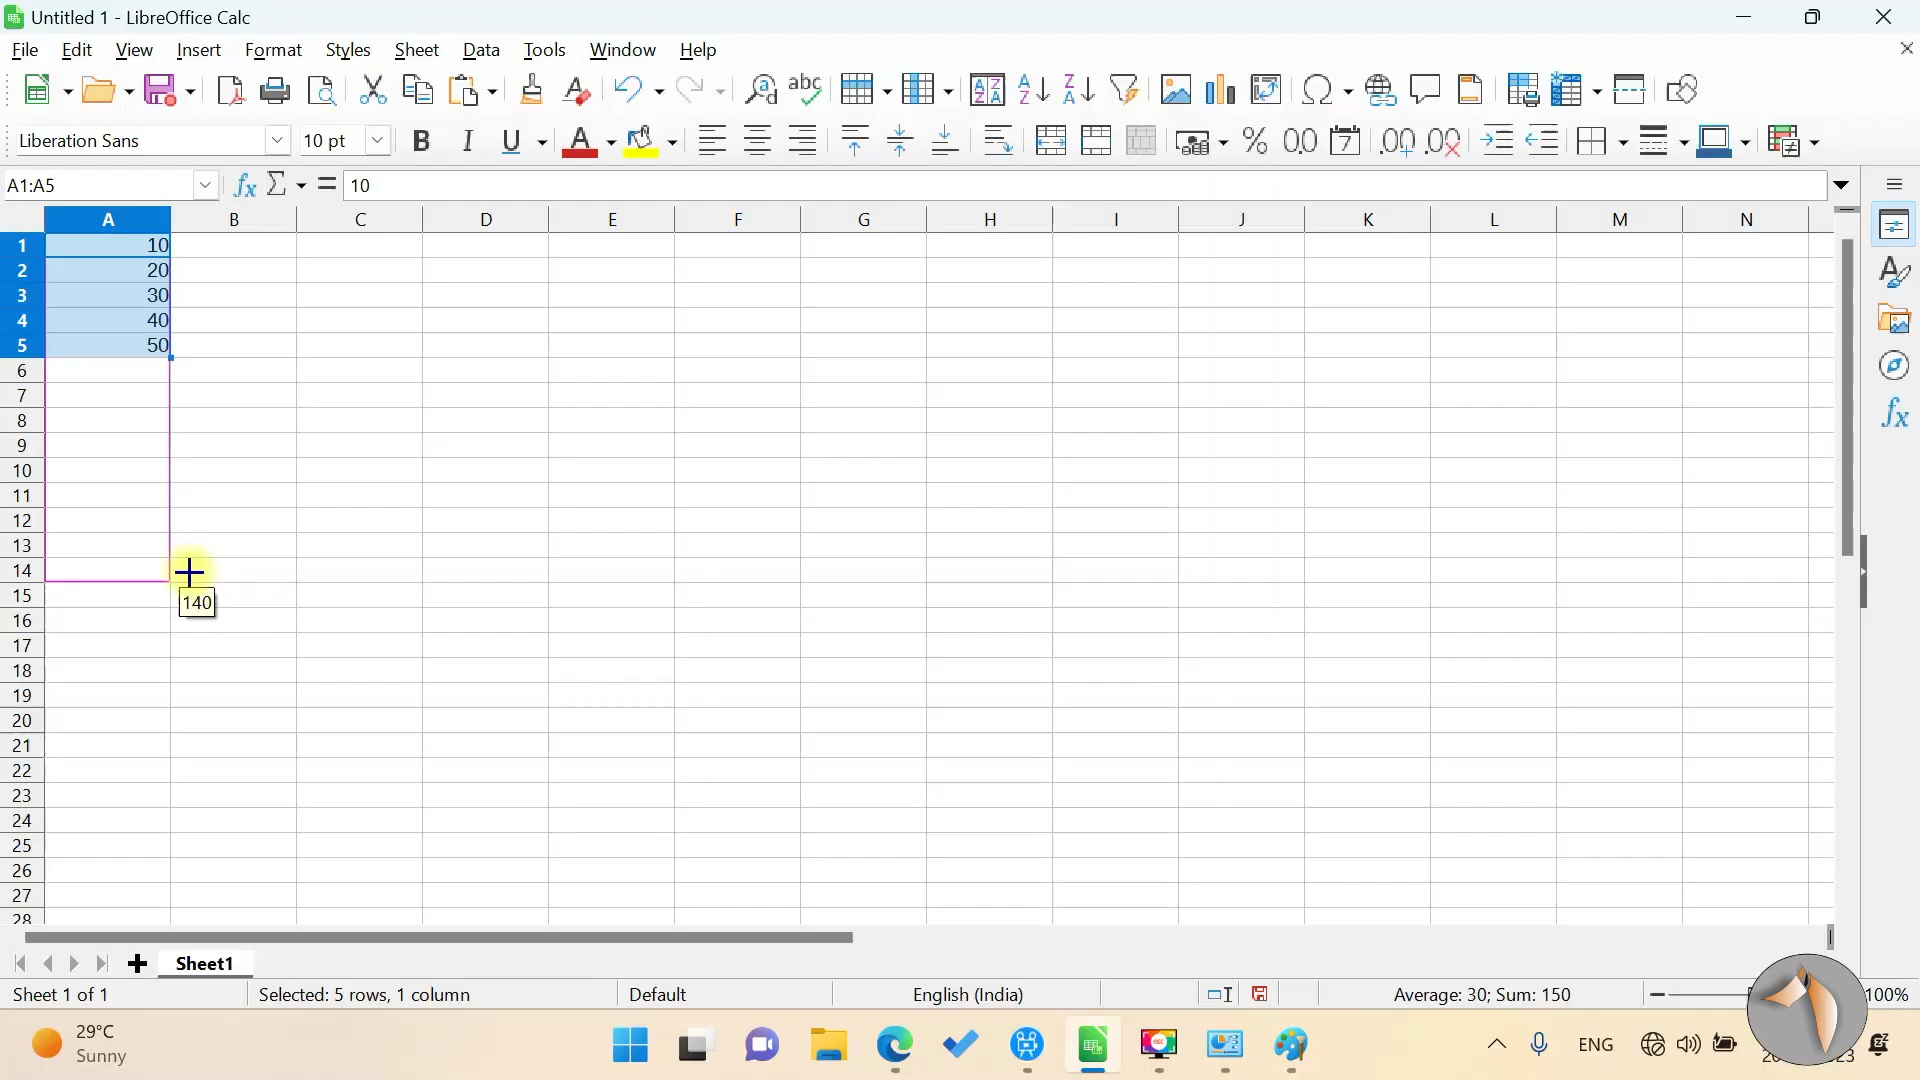 Untitled 1 - LibreOffice Calc
File Edit View Insert Format Styles Sheet Data Tools Window Help
Liberation Sans 10 pt B I U A
A1:A5 fx Σ = 10
A B C D E F G H I J K L M N
1 10
2 20
3 30
4 40
5 50
6
7
8
9
10
11
12
13
14
140
15
16
17
18
19
20
21
22
23
24
25
26
27
28
Sheet1
Sheet 1 of 1 Selected: 5 rows, 1 column Default English (India) Average: 30; Sum: 150 100%
29°C
Sunny
ENG